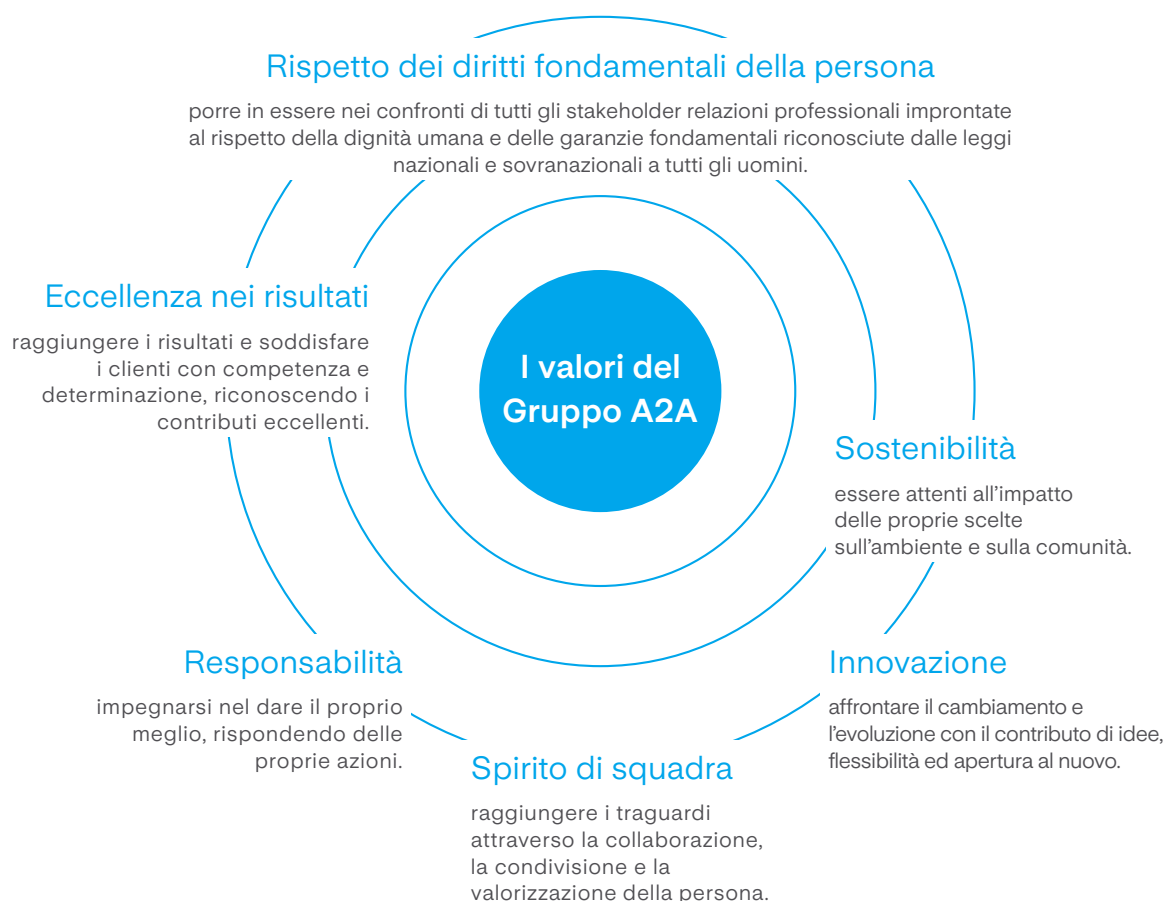 Rispetto dei diritti fondamentali della persona
porre in essere nei confronti di tutti gli stakeholder relazioni professionali improntate
al rispetto della dignità umana e delle garanzie fondamentali riconosciute dalle leggi
nazionali e sovranazionali a tutti gli uomini.
Eccellenza nei risultati
raggiungere i risultati e soddisfare
i clienti con competenza e
determinazione, riconoscendo i
contributi eccellenti.
I valori del
Gruppo A2A
Sostenibilità
essere attenti all’impatto
delle proprie scelte
sull’ambiente e sulla comunità.
Responsabilità
impegnarsi nel dare il proprio
meglio, rispondendo delle
proprie azioni.
Spirito di squadra
raggiungere i traguardi
attraverso la collaborazione,
la condivisione e la
valorizzazione della persona.
Innovazione
affrontare il cambiamento e
l’evoluzione con il contributo di idee,
flessibilità ed apertura al nuovo.